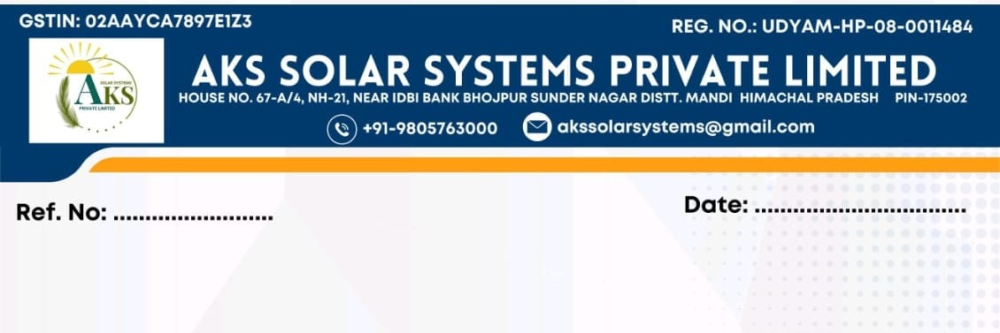 GSTIN: 02AAYCA7897E1Z3
REG. NO.: UDYAM-HP-08-0011484
SOLAR SYSTEMS
AKS
PRIVATE LIMITED
AKS SOLAR SYSTEMS PRIVATE LIMITED
HOUSE NO. 67-A/4, NH-21, NEAR IDBI BANK BHOJPUR SUNDER NAGAR DISTT. MANDI HIMACHAL PRADESH PIN-175002
+91-9805763000
akssolarsystems@gmail.com
Ref. No: .........................
Date: .................................